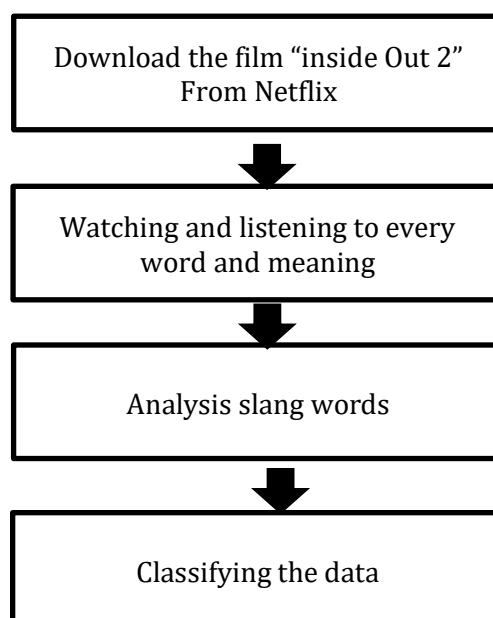 Download the film “inside Out 2”
From Netflix
Watching and listening to every
word and meaning
Analysis slang words
Classifying the data